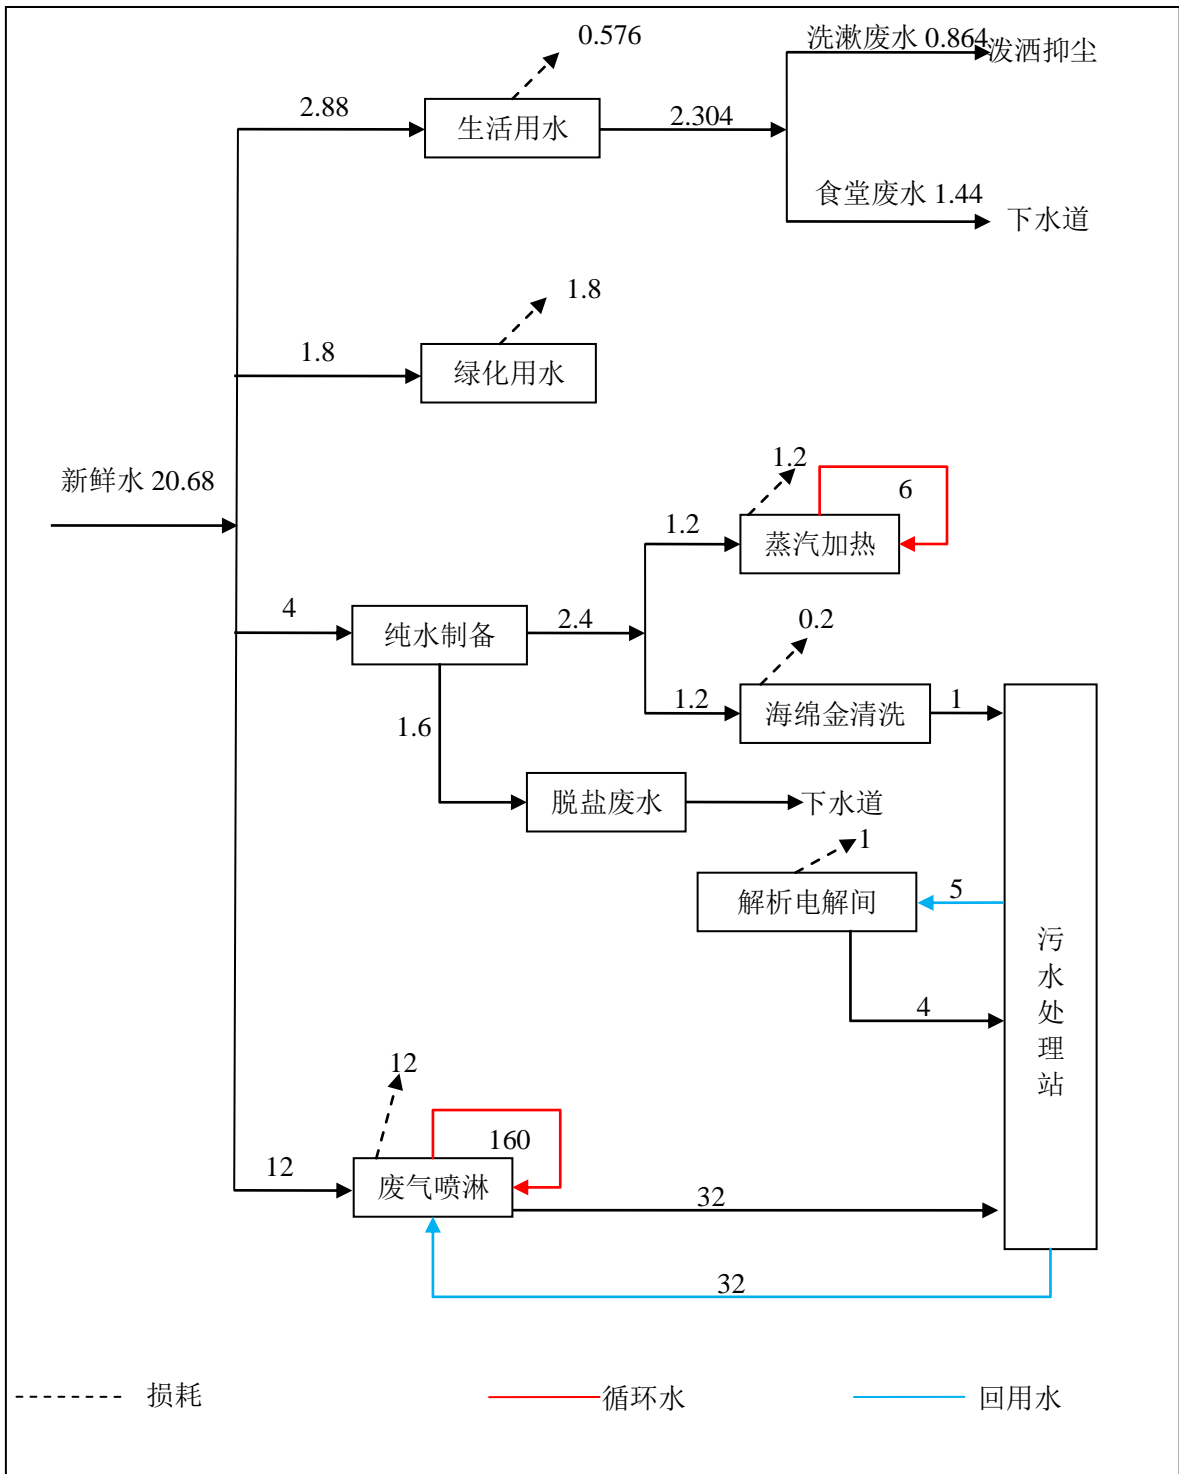 0.576
洗漱废水 0.864
泼洒抑尘
2.88
生活用水
2.304
食堂废水 1.44
下水道
1.8
1.8
绿化用水
新鲜水 20.68
1.2
6
1.2
蒸汽加热
4
纯水制备
2.4
0.2
1.2
海绵金清洗
1
1.6
脱盐废水
下水道
1
解析电解间
5
污水处理站
4
12
160
12
废气喷淋
32
32
损耗
循环水
回用水